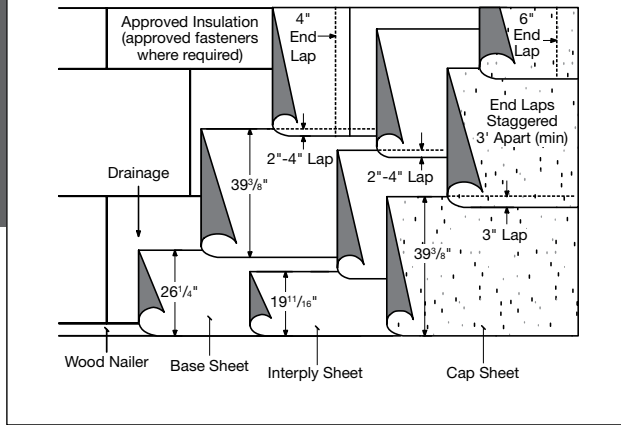 Approved Insulation
(approved fasteners
where required)
4"
End
Lap
6"
End
Lap
End Laps
Staggered
3' Apart (min)
2"-4" Lap
2"-4" Lap
Drainage
39³/₈"
3" Lap
39³/₈"
26¹/₄"
19¹¹/₁₆"
Wood Nailer
Base Sheet
Interply Sheet
Cap Sheet